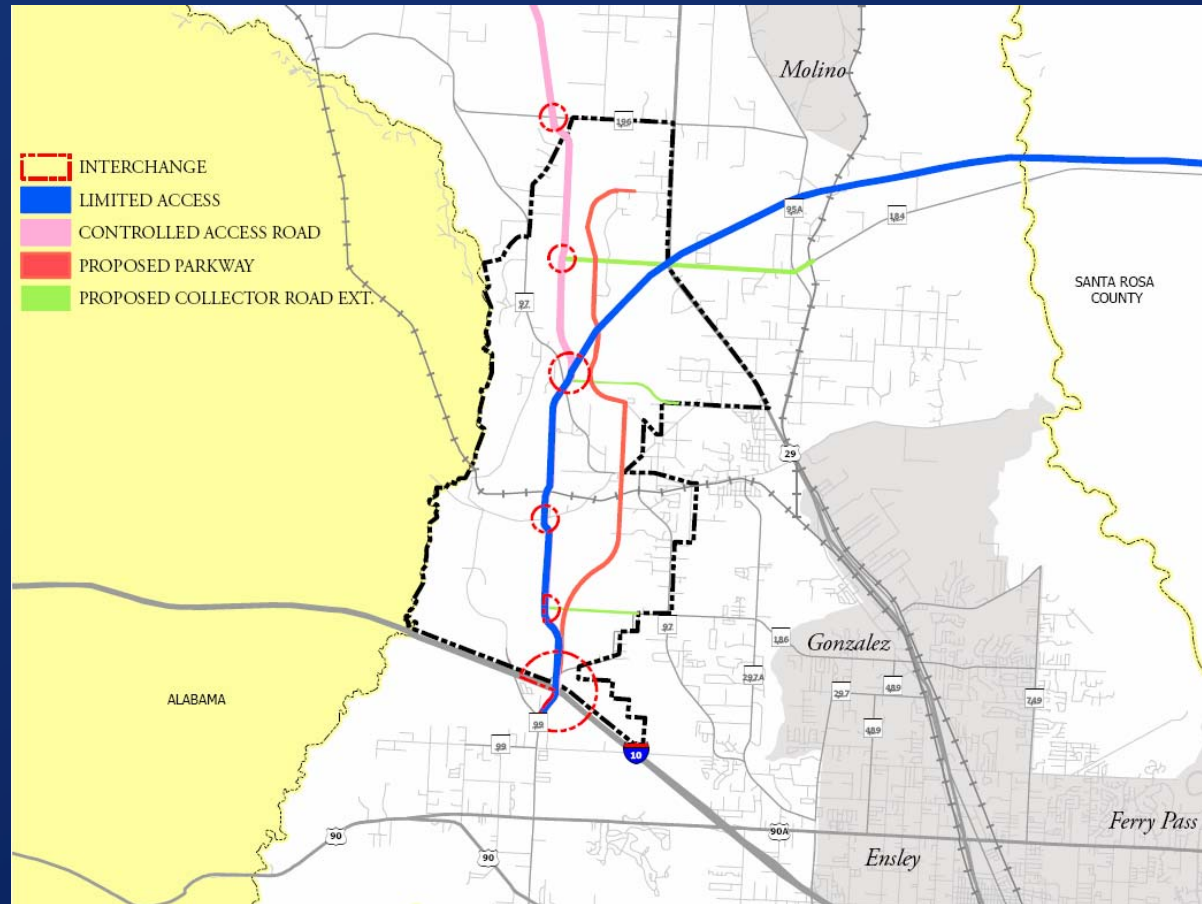 Molino
196
INTERCHANGE
LIMITED ACCESS
CONTROLLED ACCESS ROAD
PROPOSED PARKWAY
PROPOSED COLLECTOR ROAD EXT.
95A
184
97
SANTA ROSA
COUNTY
29
97
186
Gonzalez
297A
297
489
749
489
ALABAMA
99
99
10
90
90
90A
Ferry Pass
Ensley